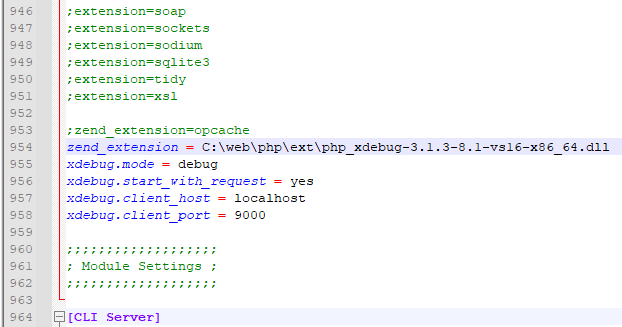 946 ;extension=soap
947 ;extension=sockets
948 ;extension=sodium
949 ;extension=sqlite3
950 ;extension=tidy
951 ;extension=xsl
952
953 ;zend_extension=opcache
954 zend_extension = C:\web\php\ext\php_xdebug-3.1.3-8.1-vs16-x86_64.dll
955 xdebug.mode = debug
956 xdebug.start_with_request = yes
957 xdebug.client_host = localhost
958 xdebug.client_port = 9000
959
960 ;;;;;;;;;;;;;;;;;;;
961 ; Module Settings ;
962 ;;;;;;;;;;;;;;;;;;;
963
964 [CLI Server]